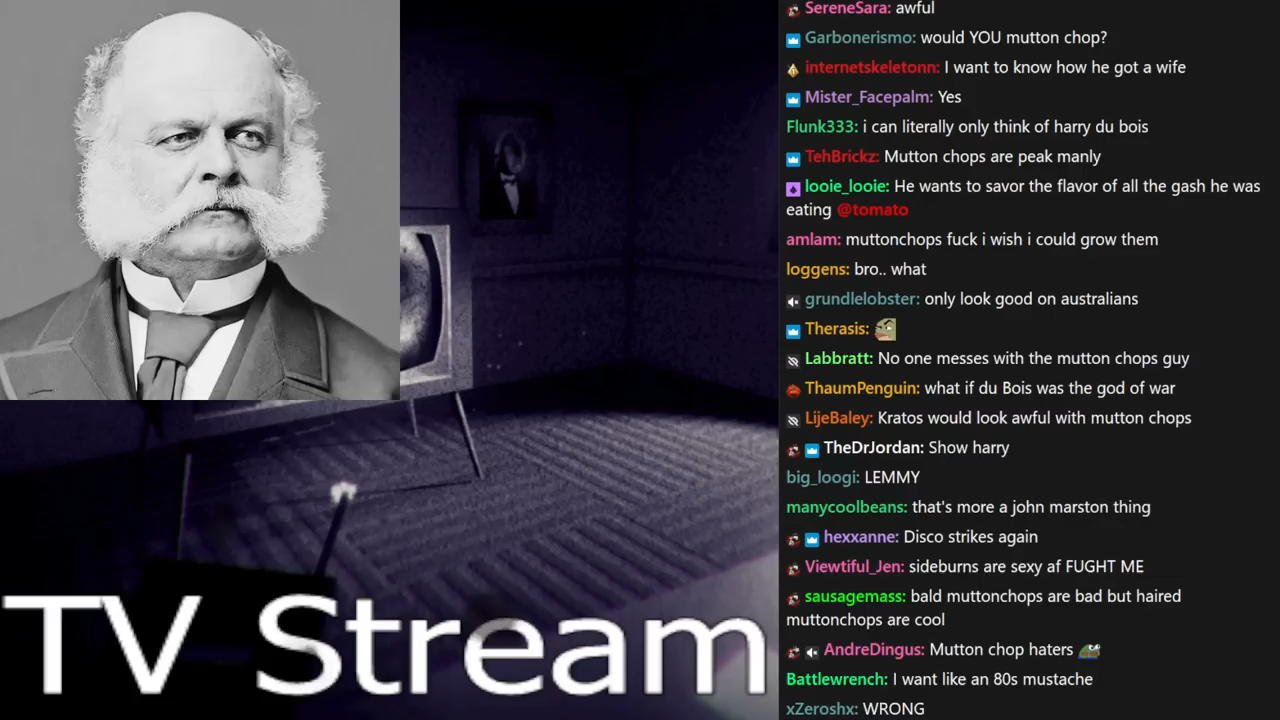 SereneSara: awful
Garbonerismo: would YOU mutton chop?
internetskeletonn: I want to know how he got a wife
Mister_Facepalm: Yes
Flunk333: i can literally only think of harry du bois
TehBrickz: Mutton chops are peak manly
looie_looie: He wants to savor the flavor of all the gash he was
eating @tomato
amlam: muttonchops fuck i wish i could grow them
loggens: bro.. what
grundlelobster: only look good on australians
Therasis:
Labbratt: No one messes with the mutton chops guy
ThaumPenguin: what if du Bois was the god of war
LijeBaley: Kratos would look awful with mutton chops
TheDrJordan: Show harry
big_loogi: LEMMY
manycoolbeans: that's more a john marston thing
hexxanne: Disco strikes again
Viewtiful_Jen: sideburns are sexy af FUGHT ME
sausagemass: bald muttonchops are bad but haired
muttonchops are cool
AndreDingus: Mutton chop haters
Battlewrench: I want like an 80s mustache
xZeroshx: WRONG
TV Stream